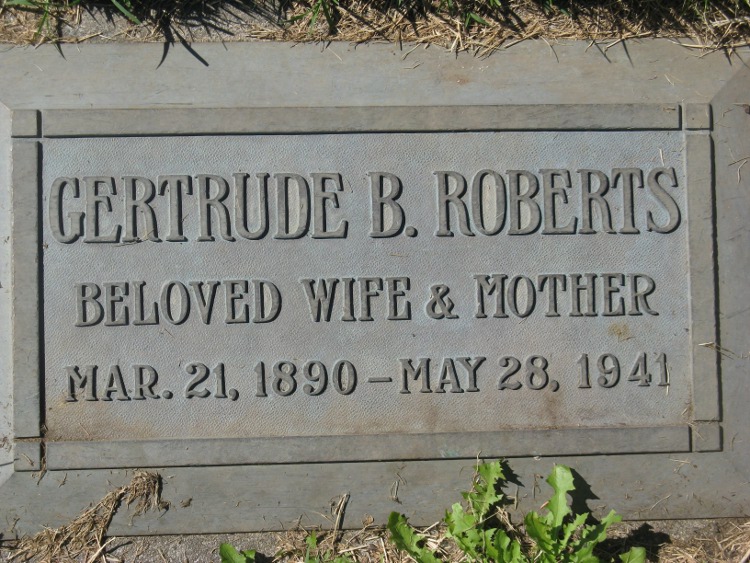 GERTRUDE B. ROBERTS
BELOVED WIFE & MOTHER
MAR. 21, 1890 – MAY 28, 1941